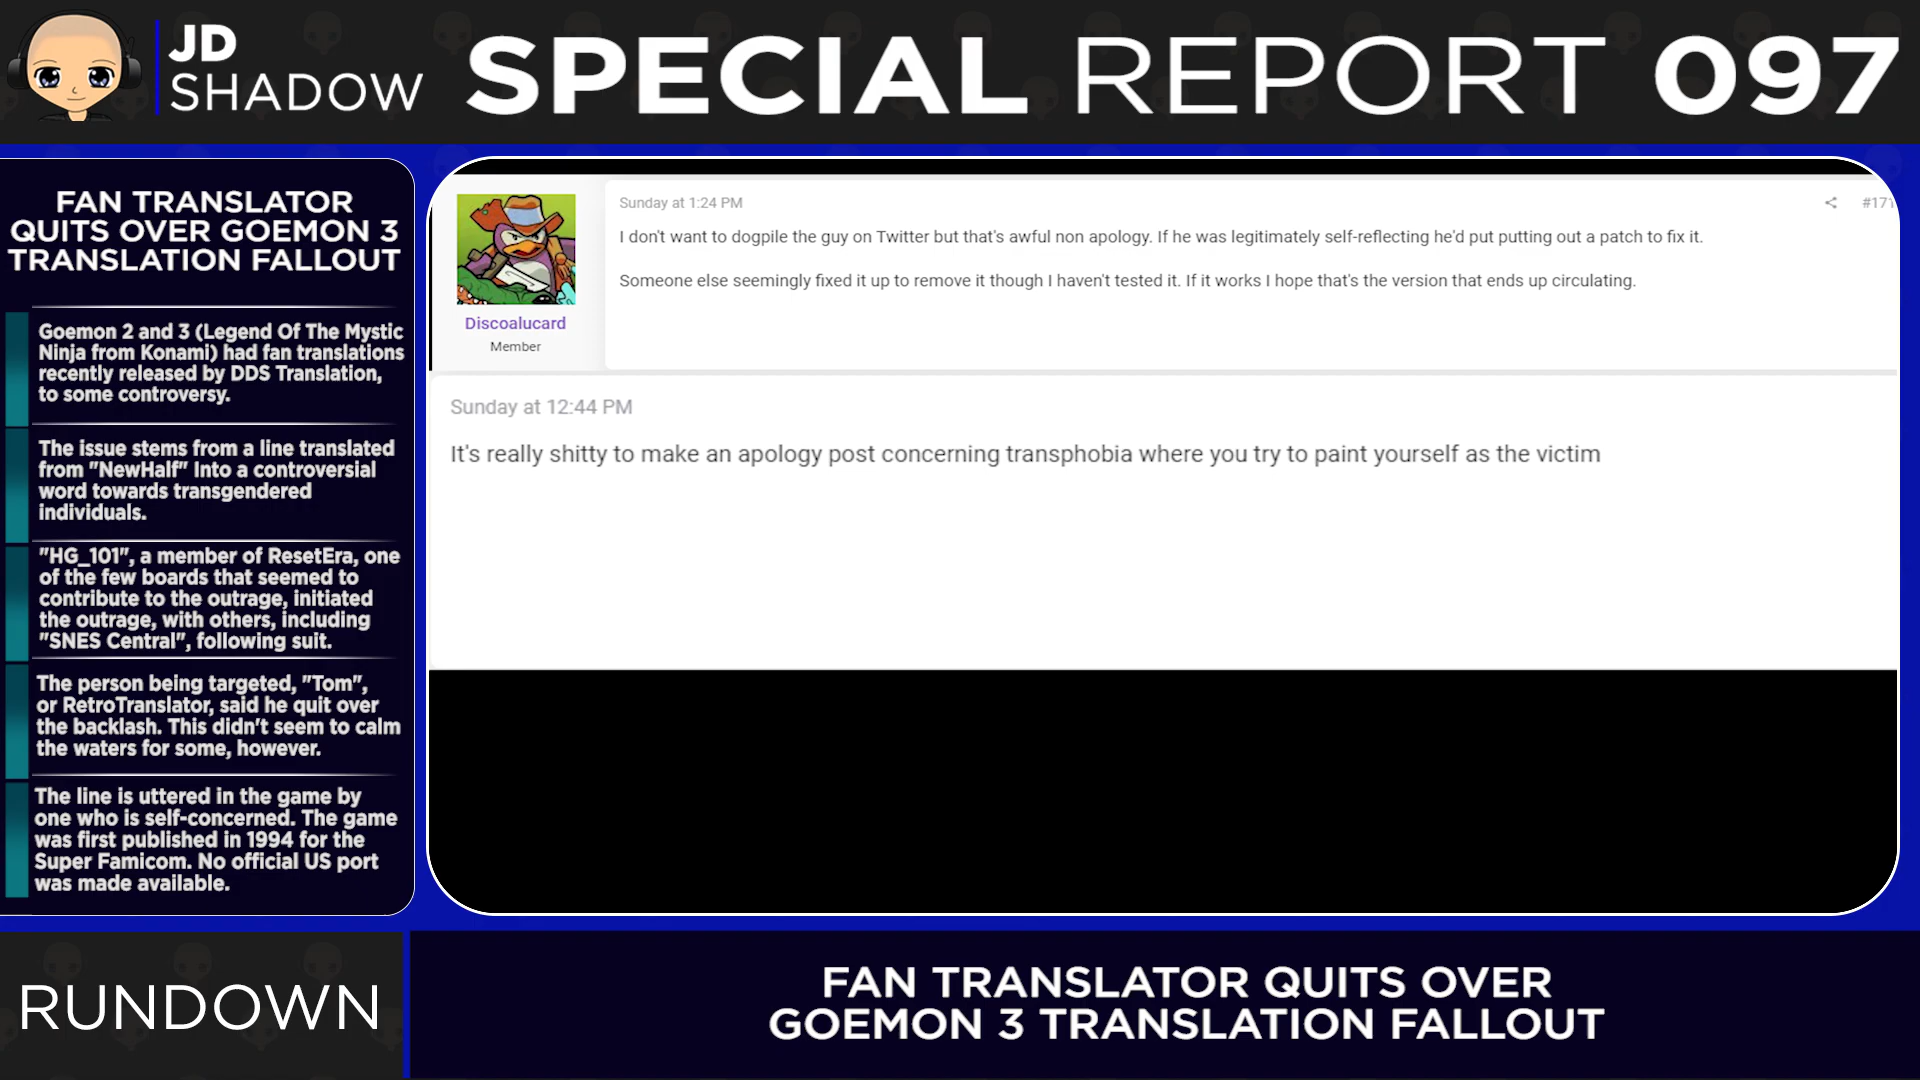 JD
SHADOW
SPECIAL REPORT 097
FAN TRANSLATOR
QUITS OVER GOEMON 3
TRANSLATION FALLOUT
Goemon 2 and 3 (Legend Of The Mystic
Ninja from Konami) had fan translations
recently released by DDS Translation,
to some controversy.
The issue stems from a line translated
from "NewHalf" Into a controversial
word towards transgendered
individuals.
"HG_101", a member of ResetEra, one
of the few boards that seemed to
contribute to the outrage, initiated
the outrage, with others, including
"SNES Central", following suit.
The person being targeted, "Tom",
or RetroTranslator, said he quit over
the backlash. This didn't seem to calm
the waters for some, however.
The line is uttered in the game by
one who is self-concerned. The game
was first published in 1994 for the
Super Famicom. No official US port
was made available.
Discoalucard
Member
Sunday at 1:24 PM
#171
I don't want to dogpile the guy on Twitter but that's awful non apology. If he was legitimately self-reflecting he'd put putting out a patch to fix it.
Someone else seemingly fixed it up to remove it though I haven't tested it. If it works I hope that's the version that ends up circulating.
Sunday at 12:44 PM
It's really shitty to make an apology post concerning transphobia where you try to paint yourself as the victim
RUNDOWN
FAN TRANSLATOR QUITS OVER
GOEMON 3 TRANSLATION FALLOUT